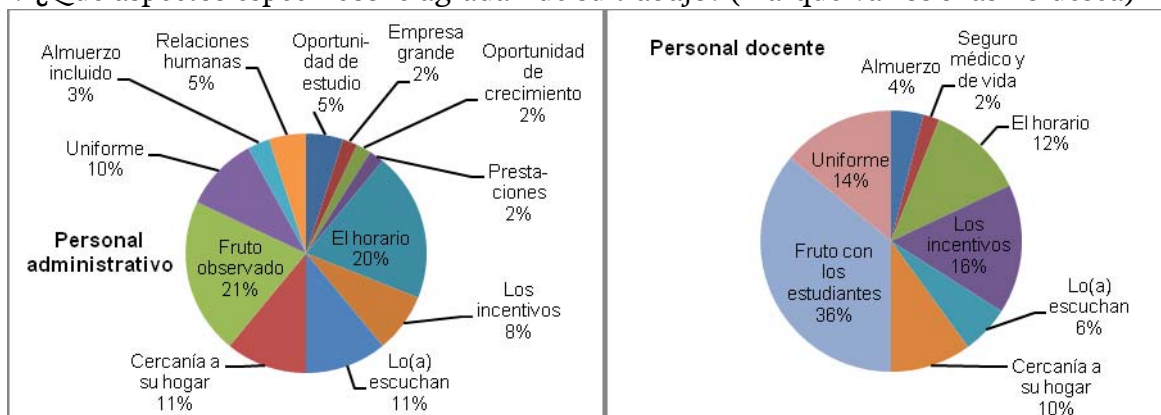 Personal
administrativo
Almuerzo
incluido
3%
Relaciones
humanas
5%
Oportuni-
dad de
estudio
5%
Empresa
grande
2%
Oportunidad
de
crecimiento
2%
Presta-
ciones
2%
El horario
20%
Los
incentivos
8%
Lo(a)
escuchan
11%
Cercanía a
su hogar
11%
Fruto
observado
21%
Uniforme
10%
Personal docente
Almuerzo
4%
Seguro
médico y
de vida
2%
El horario
12%
Los
incentivos
16%
Lo(a)
escuchan
6%
Cercanía a
su hogar
10%
Fruto con
los
estudiantes
36%
Uniforme
14%